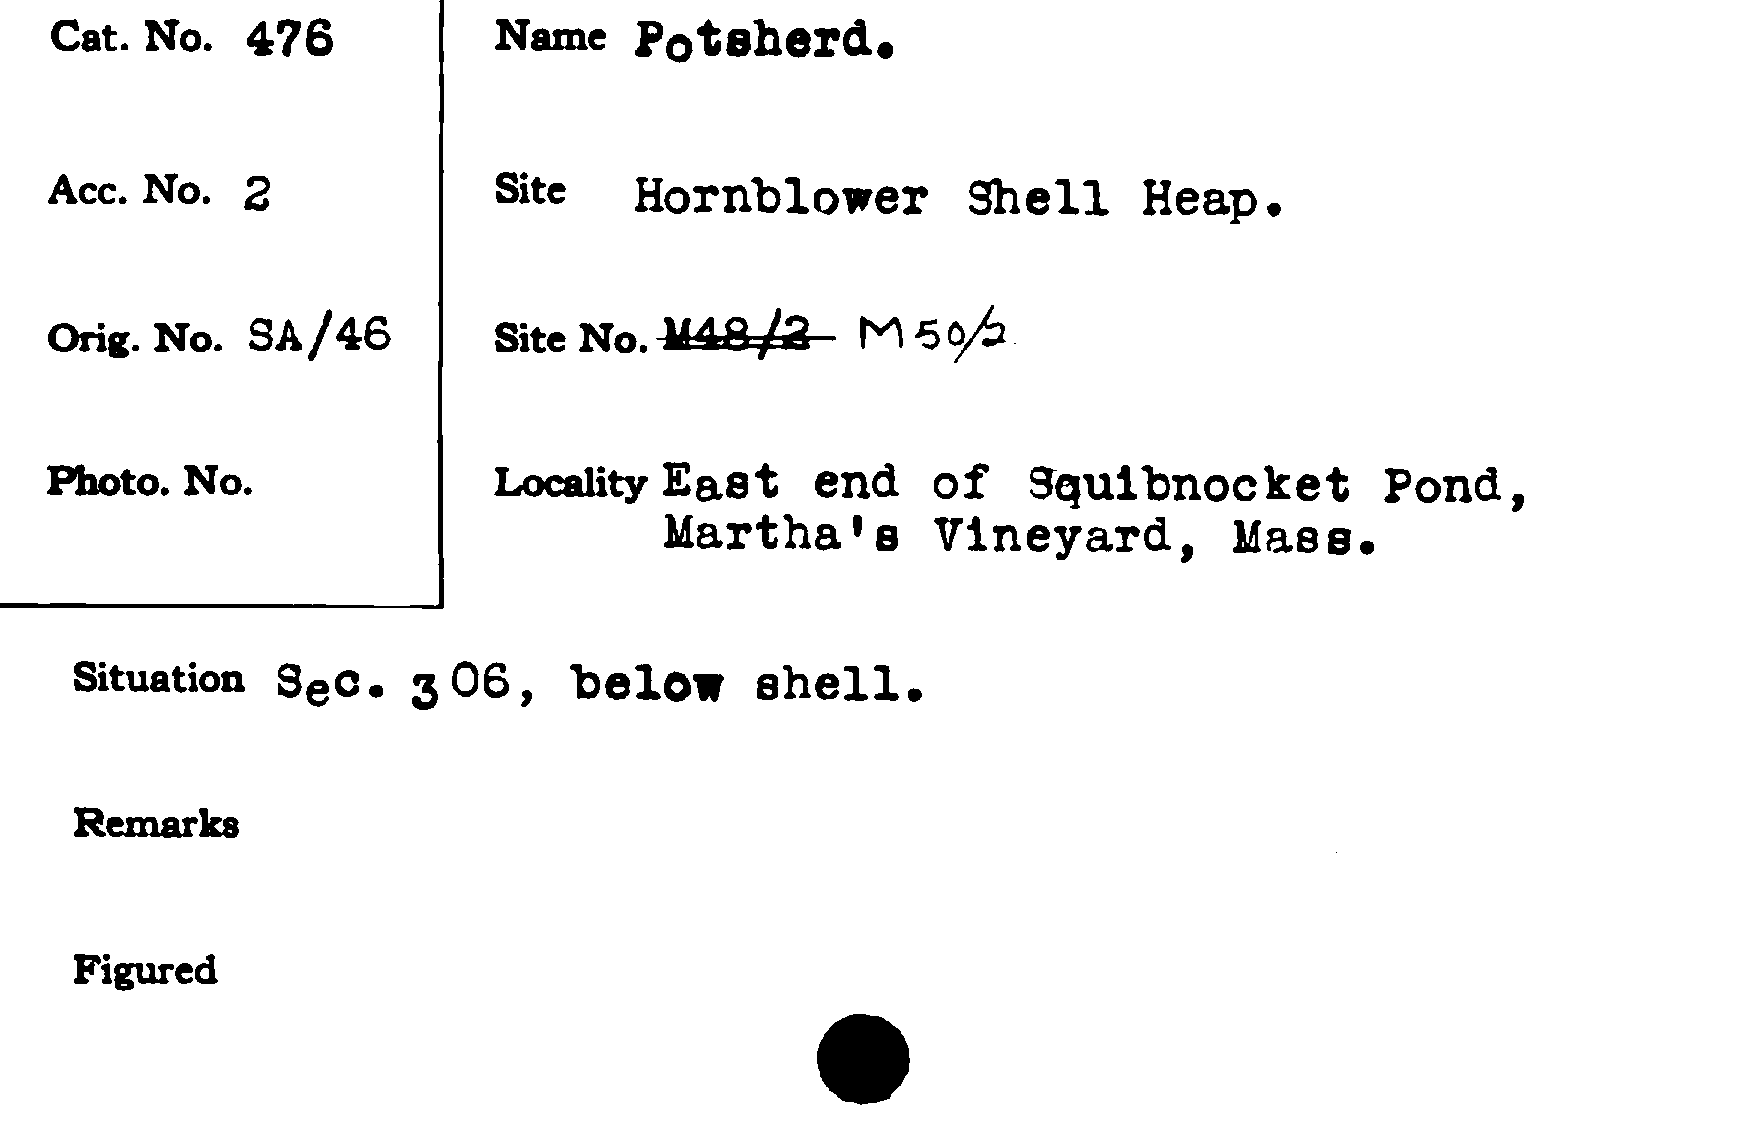 Cat. No. 476
Name Potsherd.
Acc. No. 2
Site Hornblower Shell Heap.
Orig. No. SA/46
Site No. M48/2 M50/2
Photo. No.
Locality East end of Squibnocket Pond,
Martha's Vineyard, Mass.
Situation Sec. 306, below shell.
Remarks
Figured